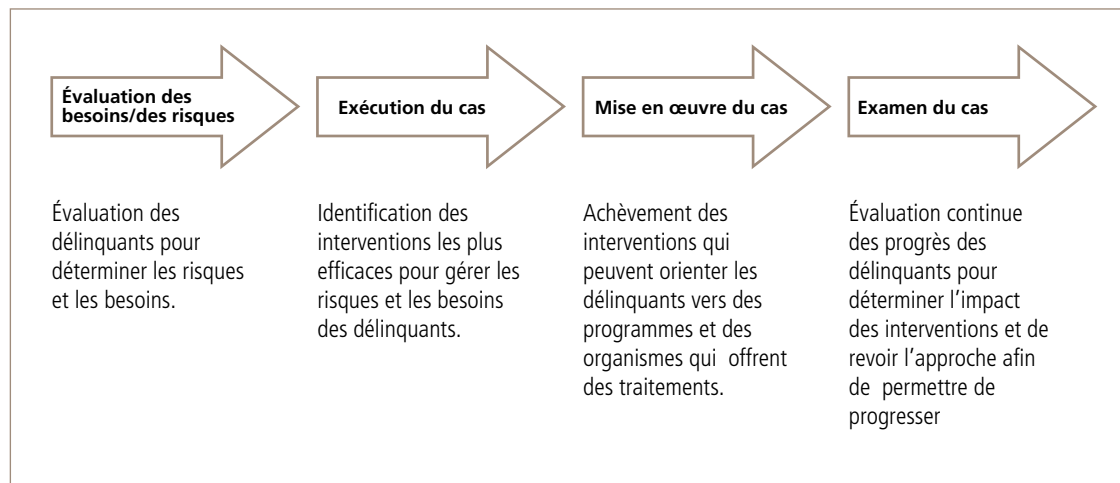 Évaluation des
besoins/des risques
Exécution du cas
Mise en œuvre du cas
Examen du cas
Évaluation des
délinquants pour
déterminer les risques
et les besoins.
Identification des
interventions les plus
efficaces pour gérer les
risques et les besoins
des délinquants.
Achèvement des
interventions qui
peuvent orienter les
délinquants vers des
programmes et des
organismes qui offrent
des traitements.
Évaluation continue
des progrès des
délinquants pour
déterminer l’impact
des interventions et de
revoir l’approche afin
de permettre de
progresser